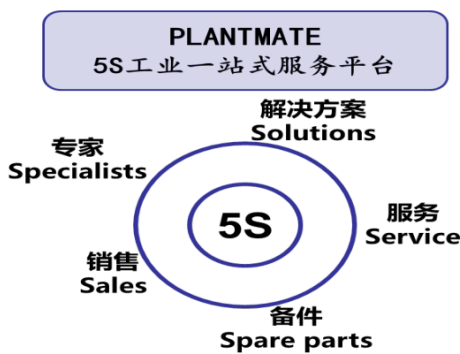 PLANTMATE
5S工业一站式服务平台
解决方案
Solutions
专家
Specialists
5S
服务
Service
销售
Sales
备件
Spare parts